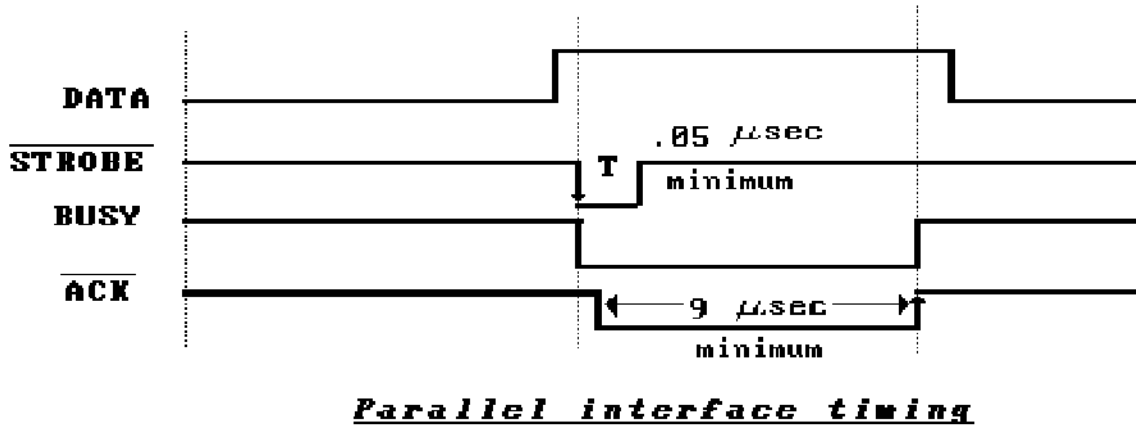 DATA
.05 μsec
STROBE
T
minimum
BUSY
ACK
9 μsec
minimum
Parallel interface timing